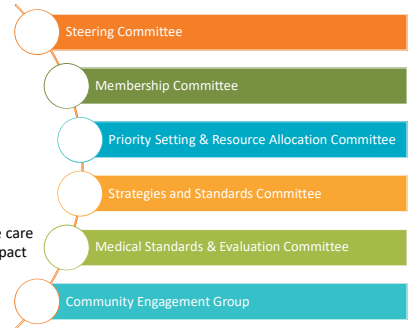 Steering Committee
Membership Committee
Priority Setting & Resource Allocation Committee
Strategies and Standards Committee
care
Medical Standards & Evaluation Committee
Community Engagement Group